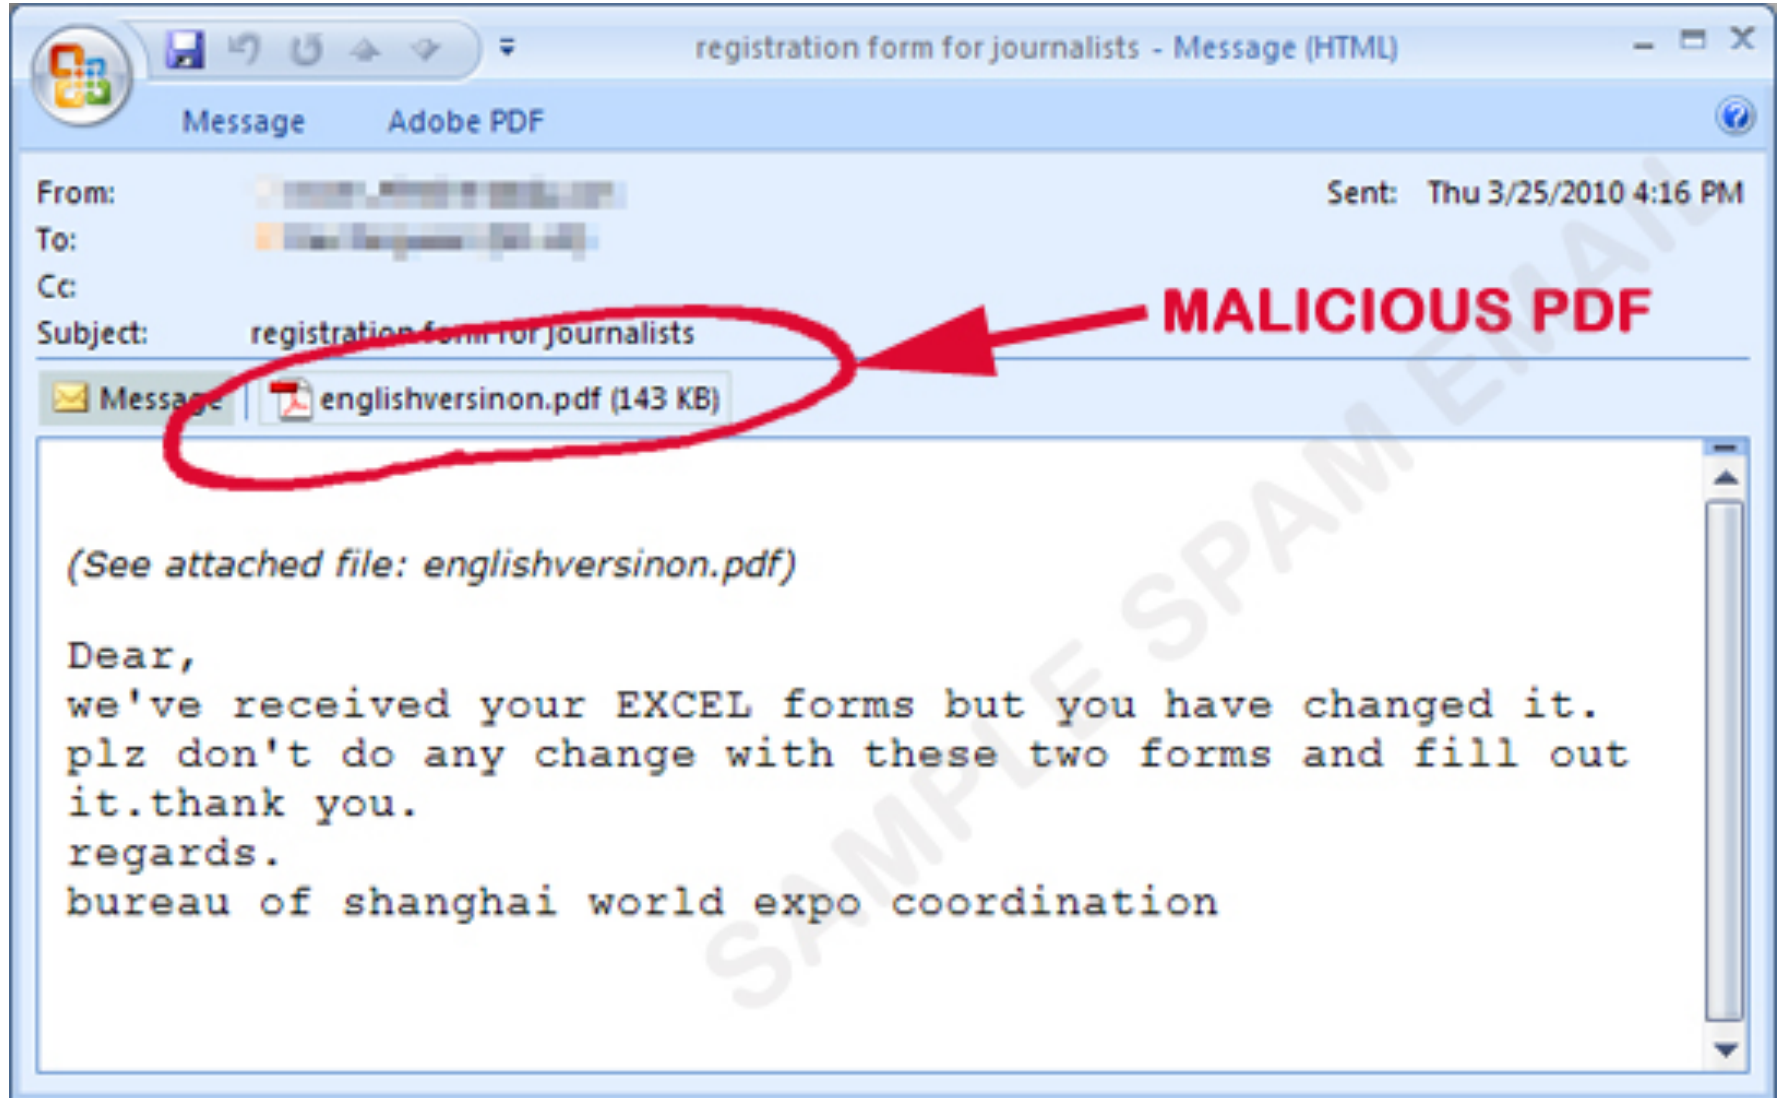 registration form for journalists - Message (HTML)
Message Adobe PDF
From:
Sent: Thu 3/25/2010 4:16 PM
To:
Cc:
Subject: registration form for journalists
MALICIOUS PDF
Message englishversinon.pdf (143 KB)
(See attached file: englishversinon.pdf)
Dear,
we've received your EXCEL forms but you have changed it.
plz don't do any change with these two forms and fill out
it.thank you.
regards.
bureau of shanghai world expo coordination
SAMPLE SPAM EMAIL